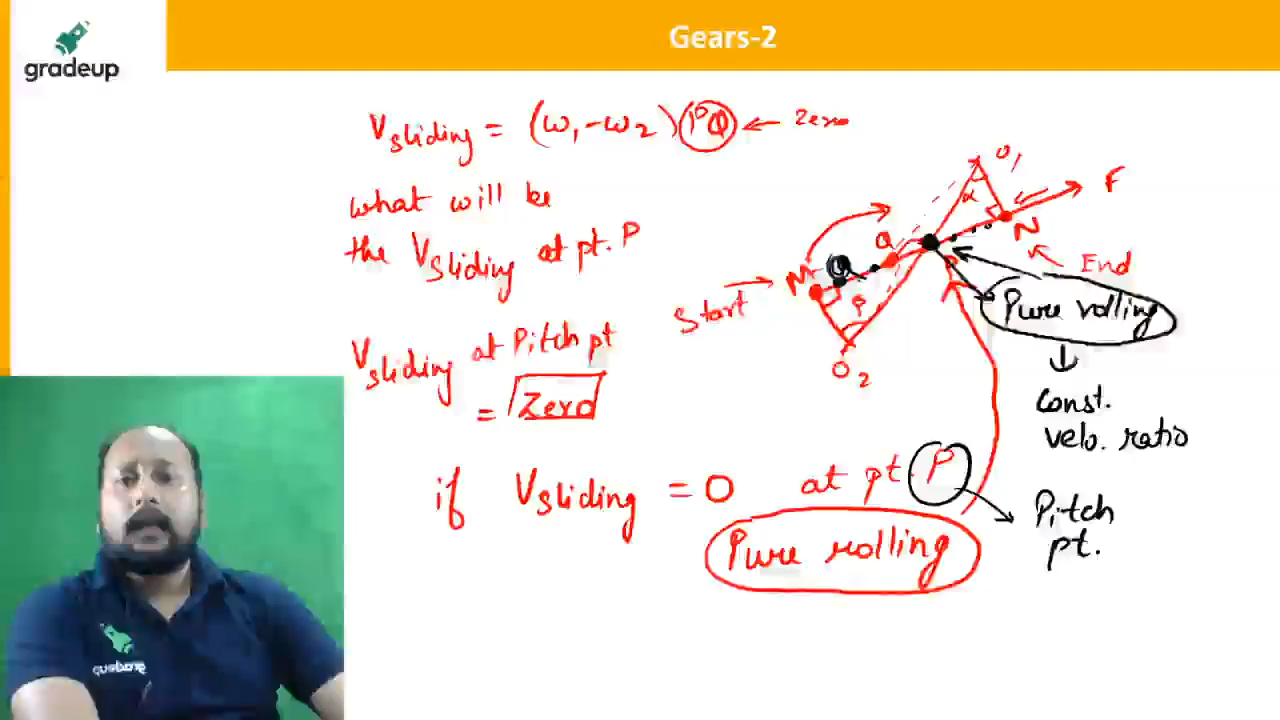 Gears-2
gradeup
Vsliding = (ω₁-ω₂) PQ ← Zero
what will be
the Vsliding at pt. P
Vsliding at Pitch pt
= Zero
if Vsliding = 0 at pt. P
Pure rolling
O₁
α
F
N
End
Q
P
M
Start
φ
O₂
Pure rolling
Const.
velo. ratio
Pitch
pt.
gradeup